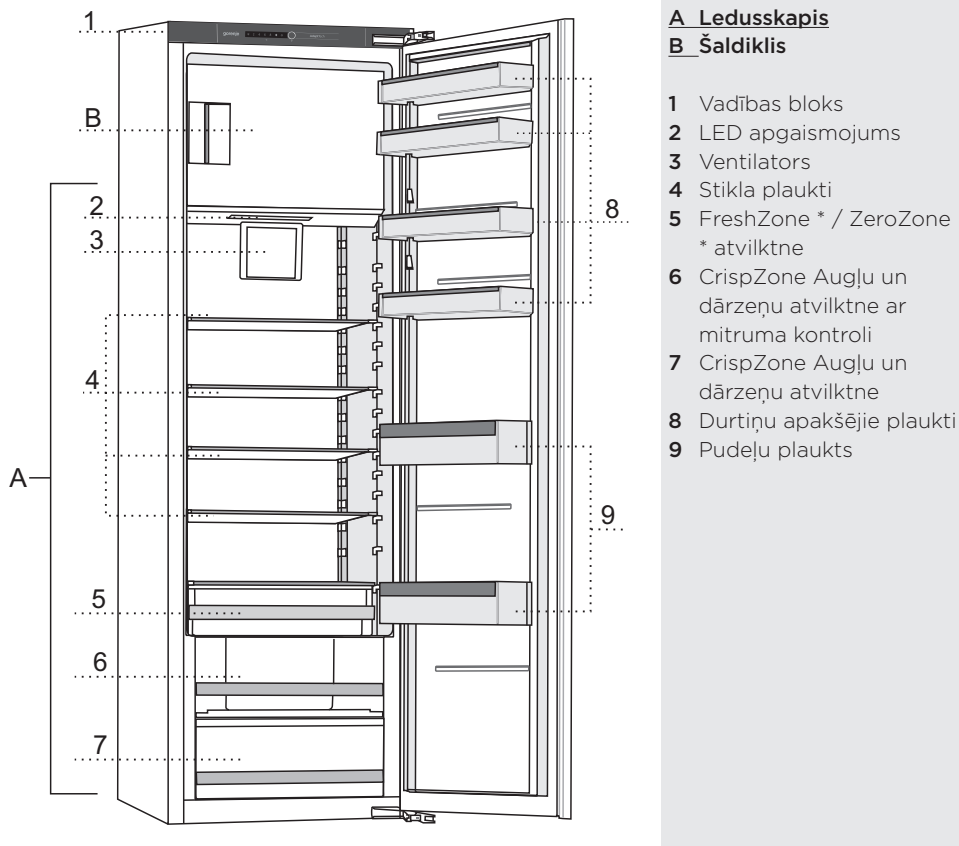 1
B
2
3
4
A
5
6
7
8
9
gorenje
A Ledusskapis
B Šaldiklis
1 Vadības bloks
2 LED apgaismojums
3 Ventilators
4 Stikla plaukti
5 FreshZone * / ZeroZone
* atvilktne
6 CrispZone Augļu un
dārzeņu atvilktne ar
mitruma kontroli
7 CrispZone Augļu un
dārzeņu atvilktne
8 Durtiņu apakšējie plaukti
9 Pudeļu plaukts